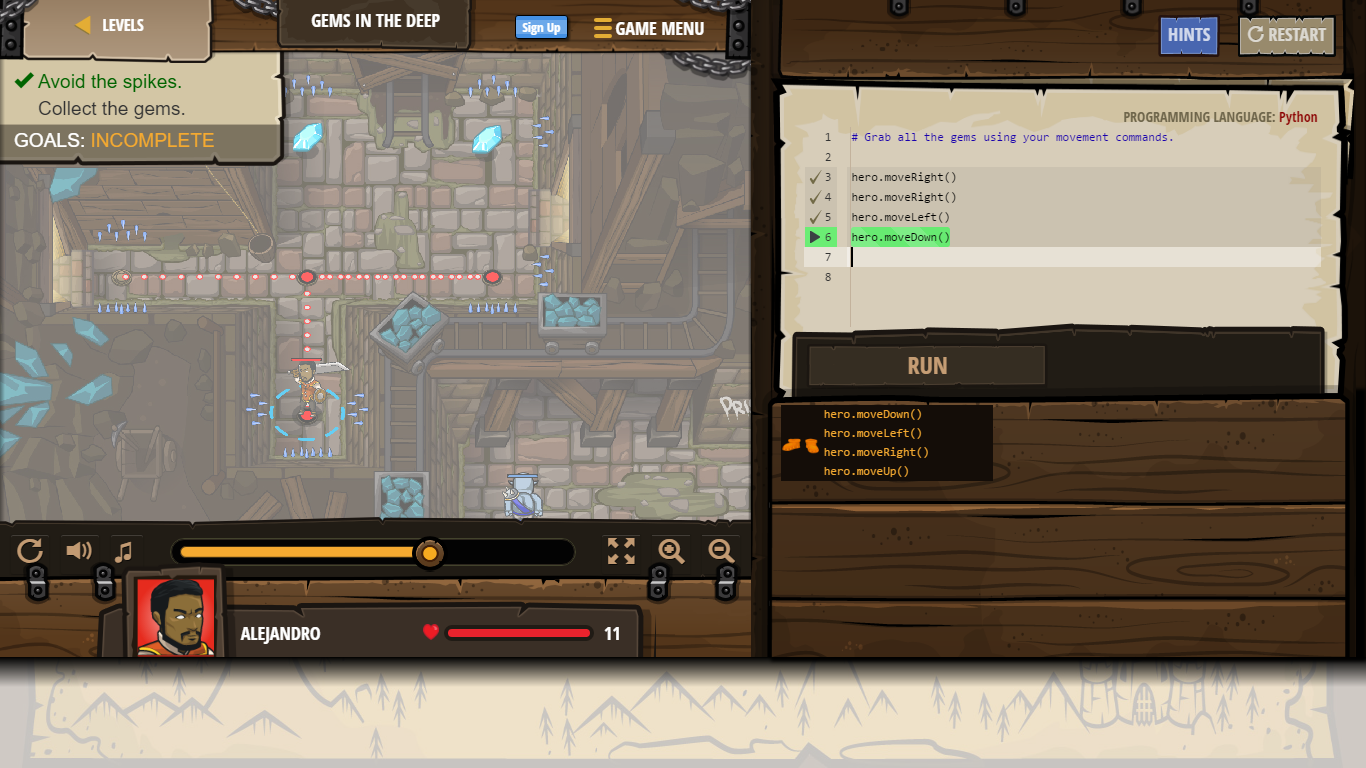 LEVELS
GEMS IN THE DEEP
Sign Up
GAME MENU
HINTS
RESTART
Avoid the spikes.
Collect the gems.
GOALS: INCOMPLETE
PROGRAMMING LANGUAGE: Python
1 # Grab all the gems using your movement commands.
2
3 hero.moveRight()
4 hero.moveRight()
5 hero.moveLeft()
6 hero.moveDown()
7
8
RUN
hero.moveDown()
hero.moveLeft()
hero.moveRight()
hero.moveUp()
PRI
ALEJANDRO
11